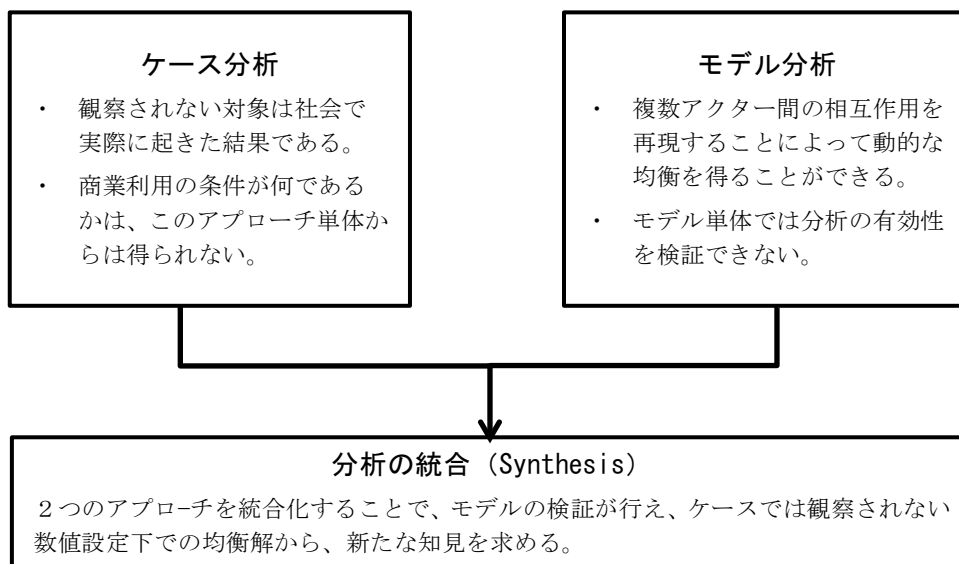 ケース分析
・ 観察されない対象は社会で
実際に起きた結果である。
・ 商業利用の条件が何である
かは、このアプローチ単体か
らは得られない。
モデル分析
・ 複数アクター間の相互作用を
再現することによって動的な
均衡を得ることができる。
・ モデル単体では分析の有効性
を検証できない。
分析の統合（Synthesis）
２つのアプロ−チを統合化することで、モデルの検証が行え、ケースでは観察されない
数値設定下での均衡解から、新たな知見を求める。